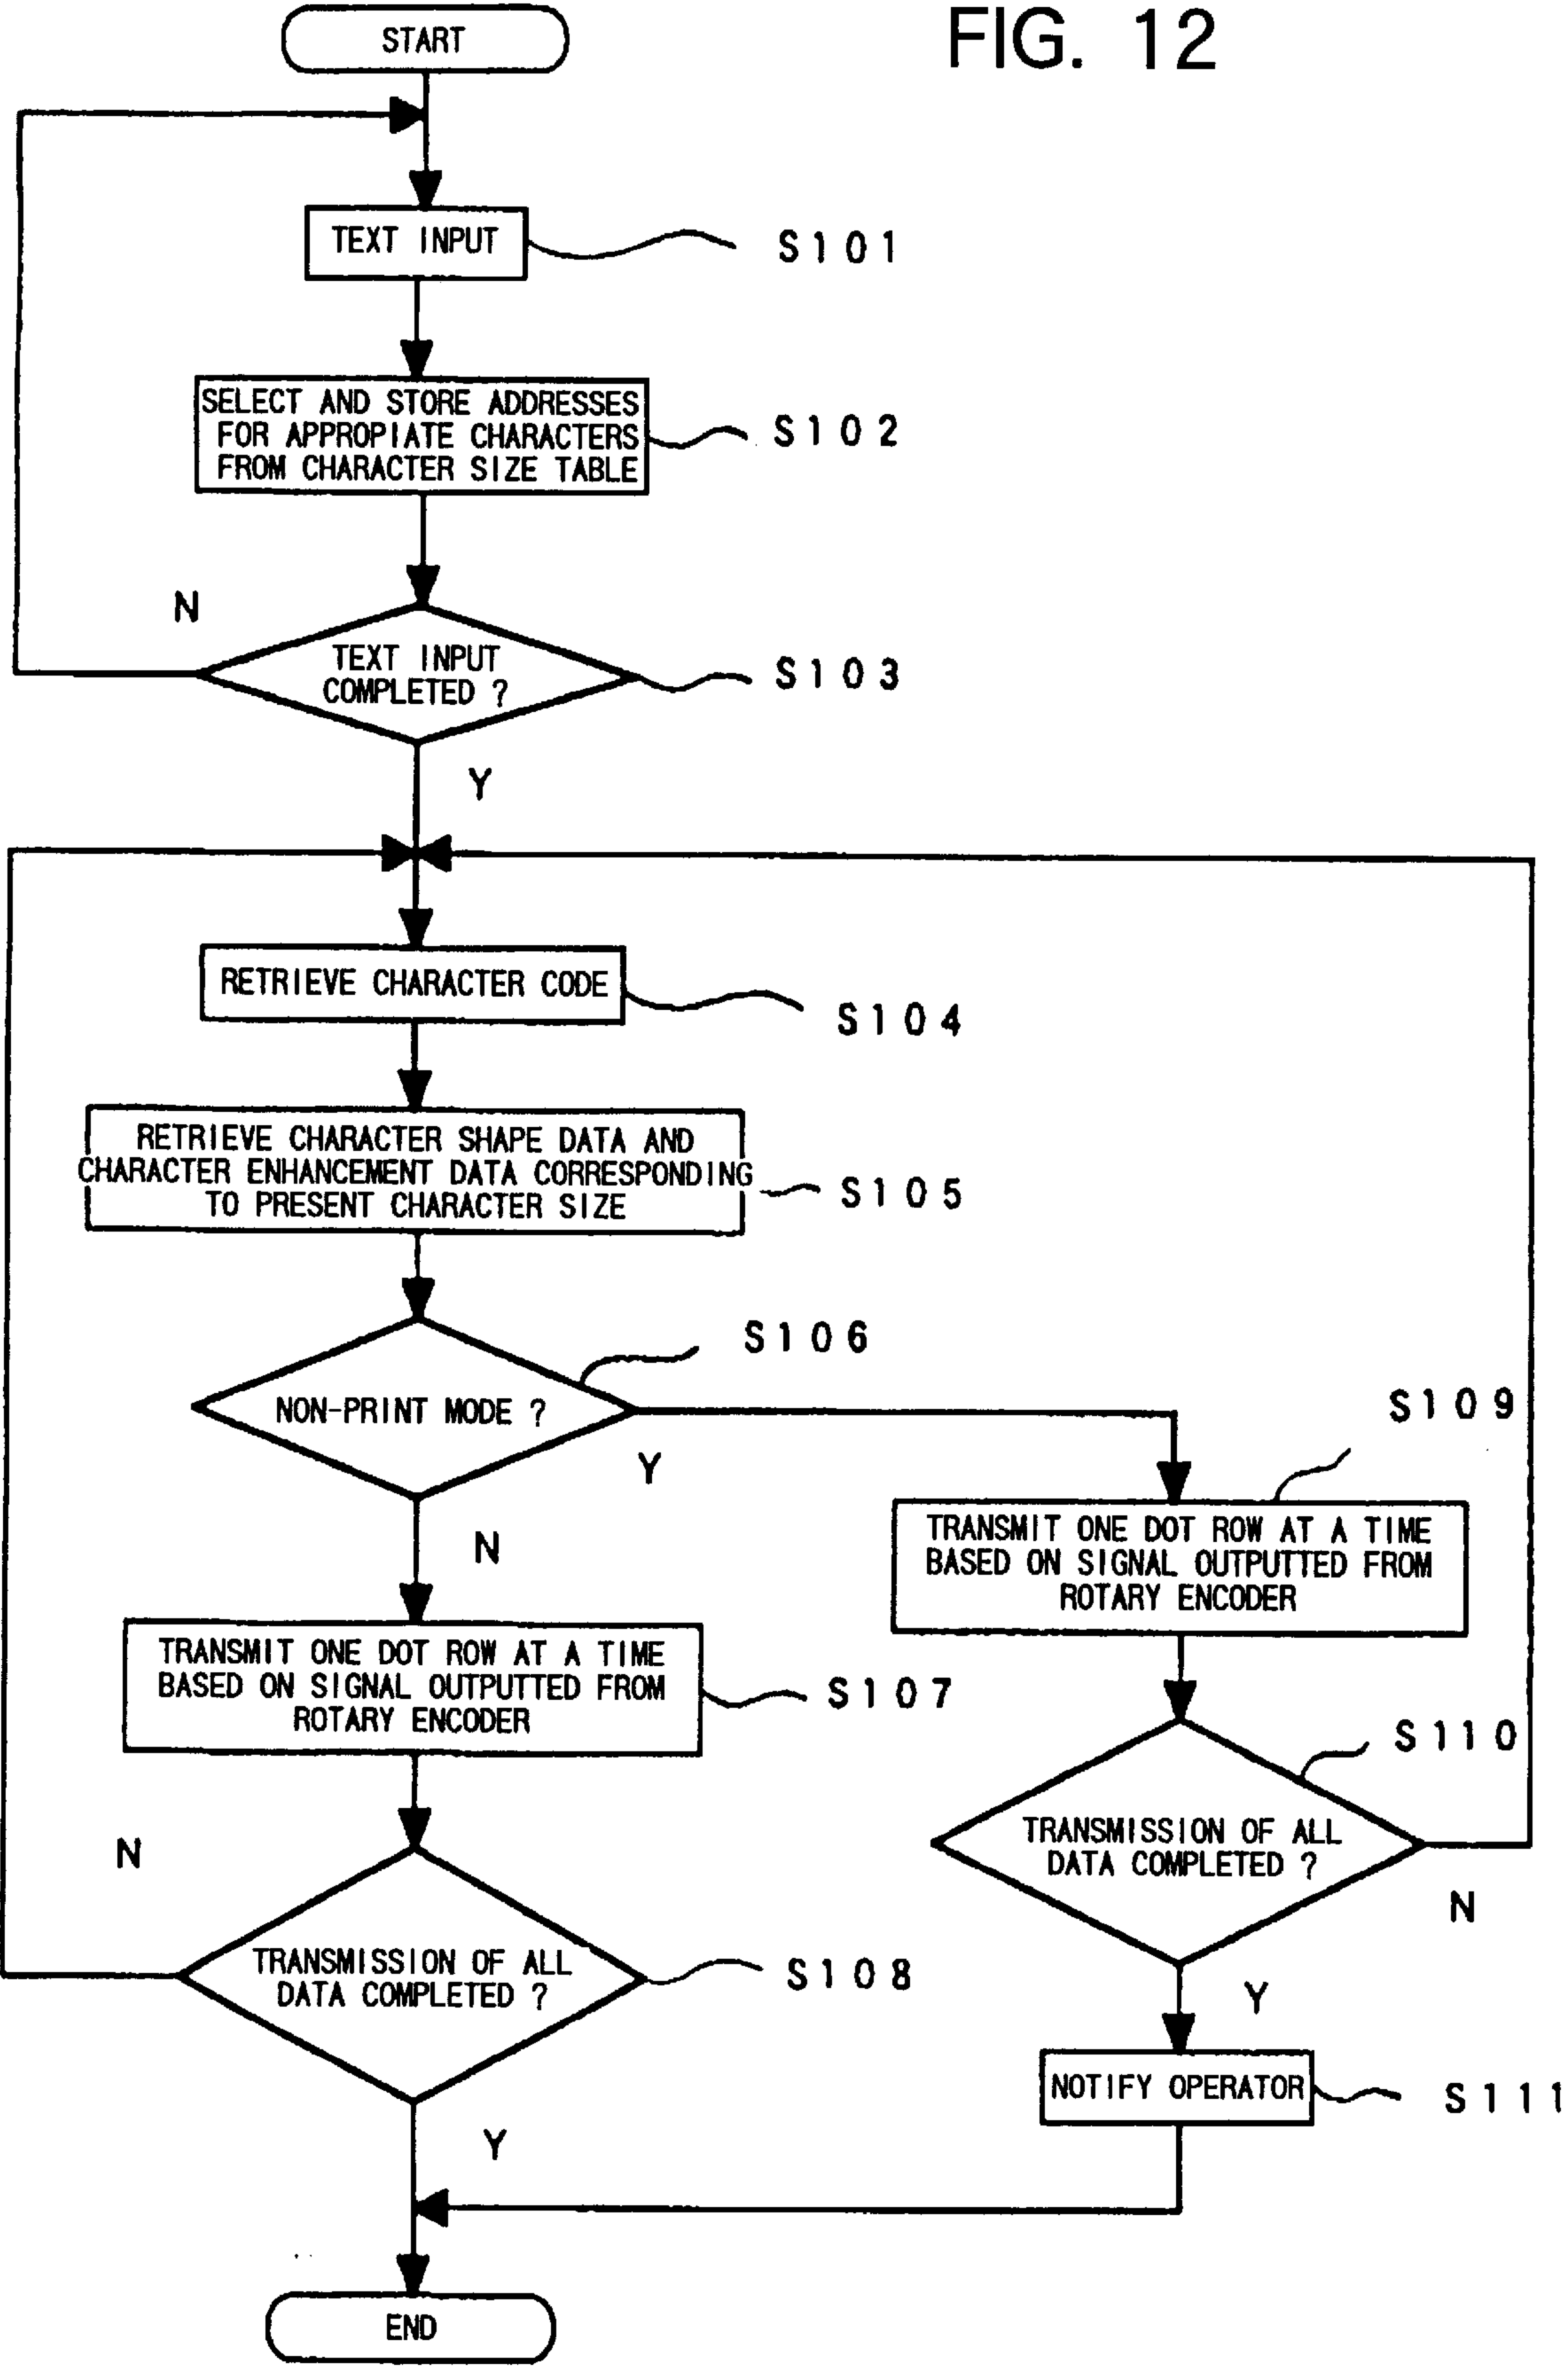 FIG. 12
START
TEXT INPUT
S101
SELECT AND STORE ADDRESSES
FOR APPROPIATE CHARACTERS
FROM CHARACTER SIZE TABLE
S102
N
TEXT INPUT
COMPLETED ?
S103
Y
RETRIEVE CHARACTER CODE
S104
RETRIEVE CHARACTER SHAPE DATA AND
CHARACTER ENHANCEMENT DATA CORRESPONDING
TO PRESENT CHARACTER SIZE
S105
S106
NON-PRINT MODE ?
Y
N
S109
TRANSMIT ONE DOT ROW AT A TIME
BASED ON SIGNAL OUTPUTTED FROM
ROTARY ENCODER
TRANSMIT ONE DOT ROW AT A TIME
BASED ON SIGNAL OUTPUTTED FROM
ROTARY ENCODER
S107
S110
TRANSMISSION OF ALL
DATA COMPLETED ?
N
N
TRANSMISSION OF ALL
DATA COMPLETED ?
S108
Y
NOTIFY OPERATOR
S111
Y
END